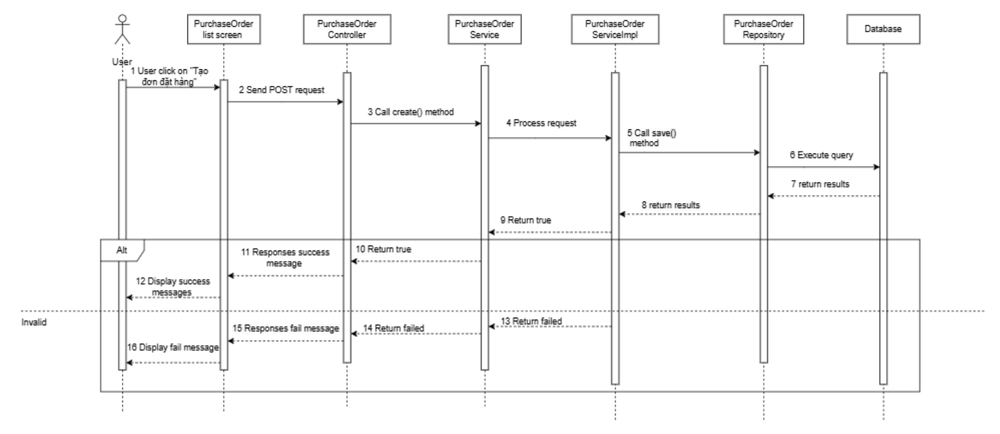 PurchaseOrder
list screen
PurchaseOrder
Controller
PurchaseOrder
Service
PurchaseOrder
ServiceImpl
PurchaseOrder
Repository
Database
User
1 User click on "Tạo
đơn đặt hàng"
2 Send POST request
3 Call create() method
4 Process request
5 Call save()
method
6 Execute query
7 return results
8 return results
9 Return true
Alt
10 Return true
11 Responses success
message
12 Display success
messages
Invalid
13 Return failed
14 Return failed
15 Responses fail message
16 Display fail message